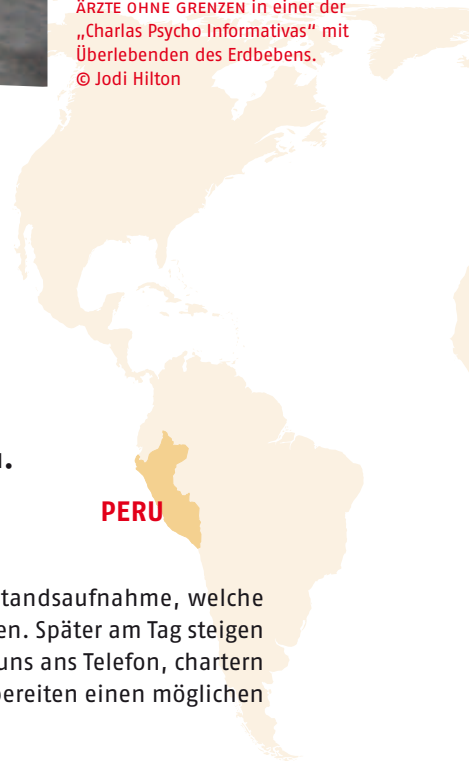 ÄRZTE OHNE GRENZEN in einer der
„Charlas Psycho Informativas“ mit
Überlebenden des Erdbebens.
© Jodi Hilton
PERU
standsaufnahme, welche
en. Später am Tag steigen
uns ans Telefon, chartern
bereiten einen möglichen